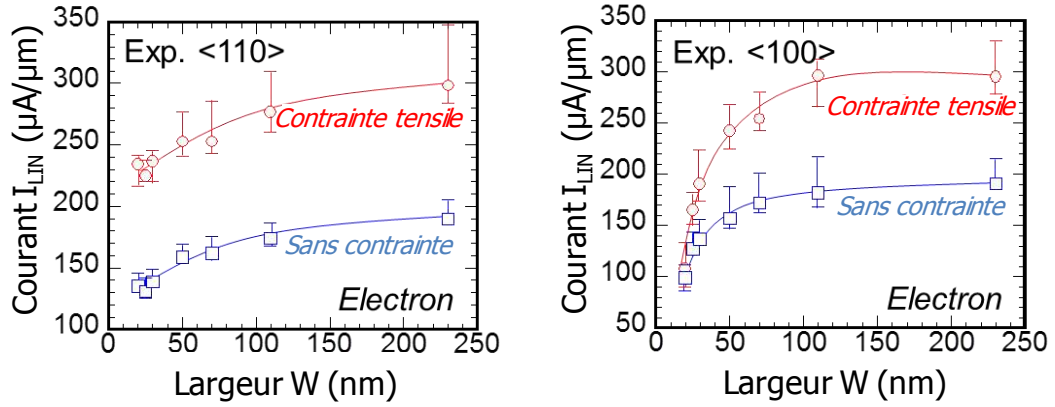 Exp. <110>
350
300
250
200
150
100
Courant I_LIN (µA/µm)
Contrainte tensile
Sans contrainte
Electron
0 50 100 150 200 250
Largeur W (nm)
Exp. <100>
350
300
250
200
150
100
50
Courant I_LIN (µA/µm)
Contrainte tensile
Sans contrainte
Electron
0 50 100 150 200 250
Largeur W (nm)